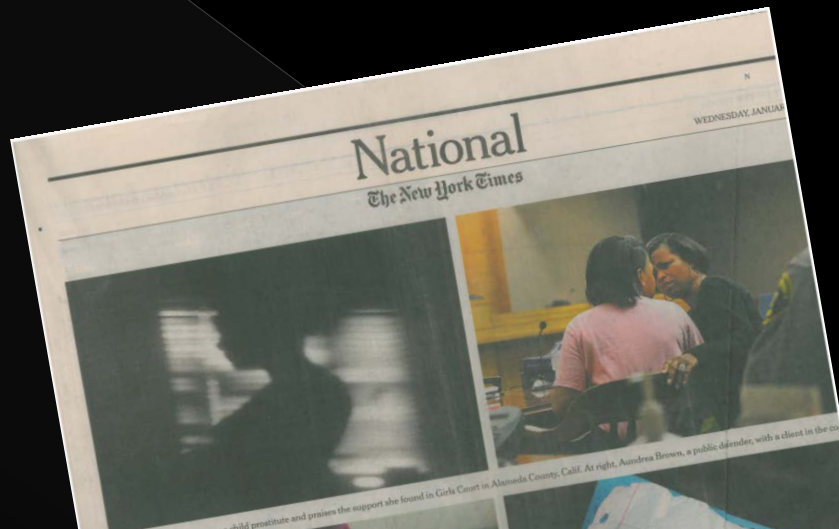 N
WEDNESDAY, JANUAR
National
The New York Times
child prostitute and praises the support she found in Girls Court in Alameda County, Calif. At right, Aundrea Brown, a public defender, with a client in the